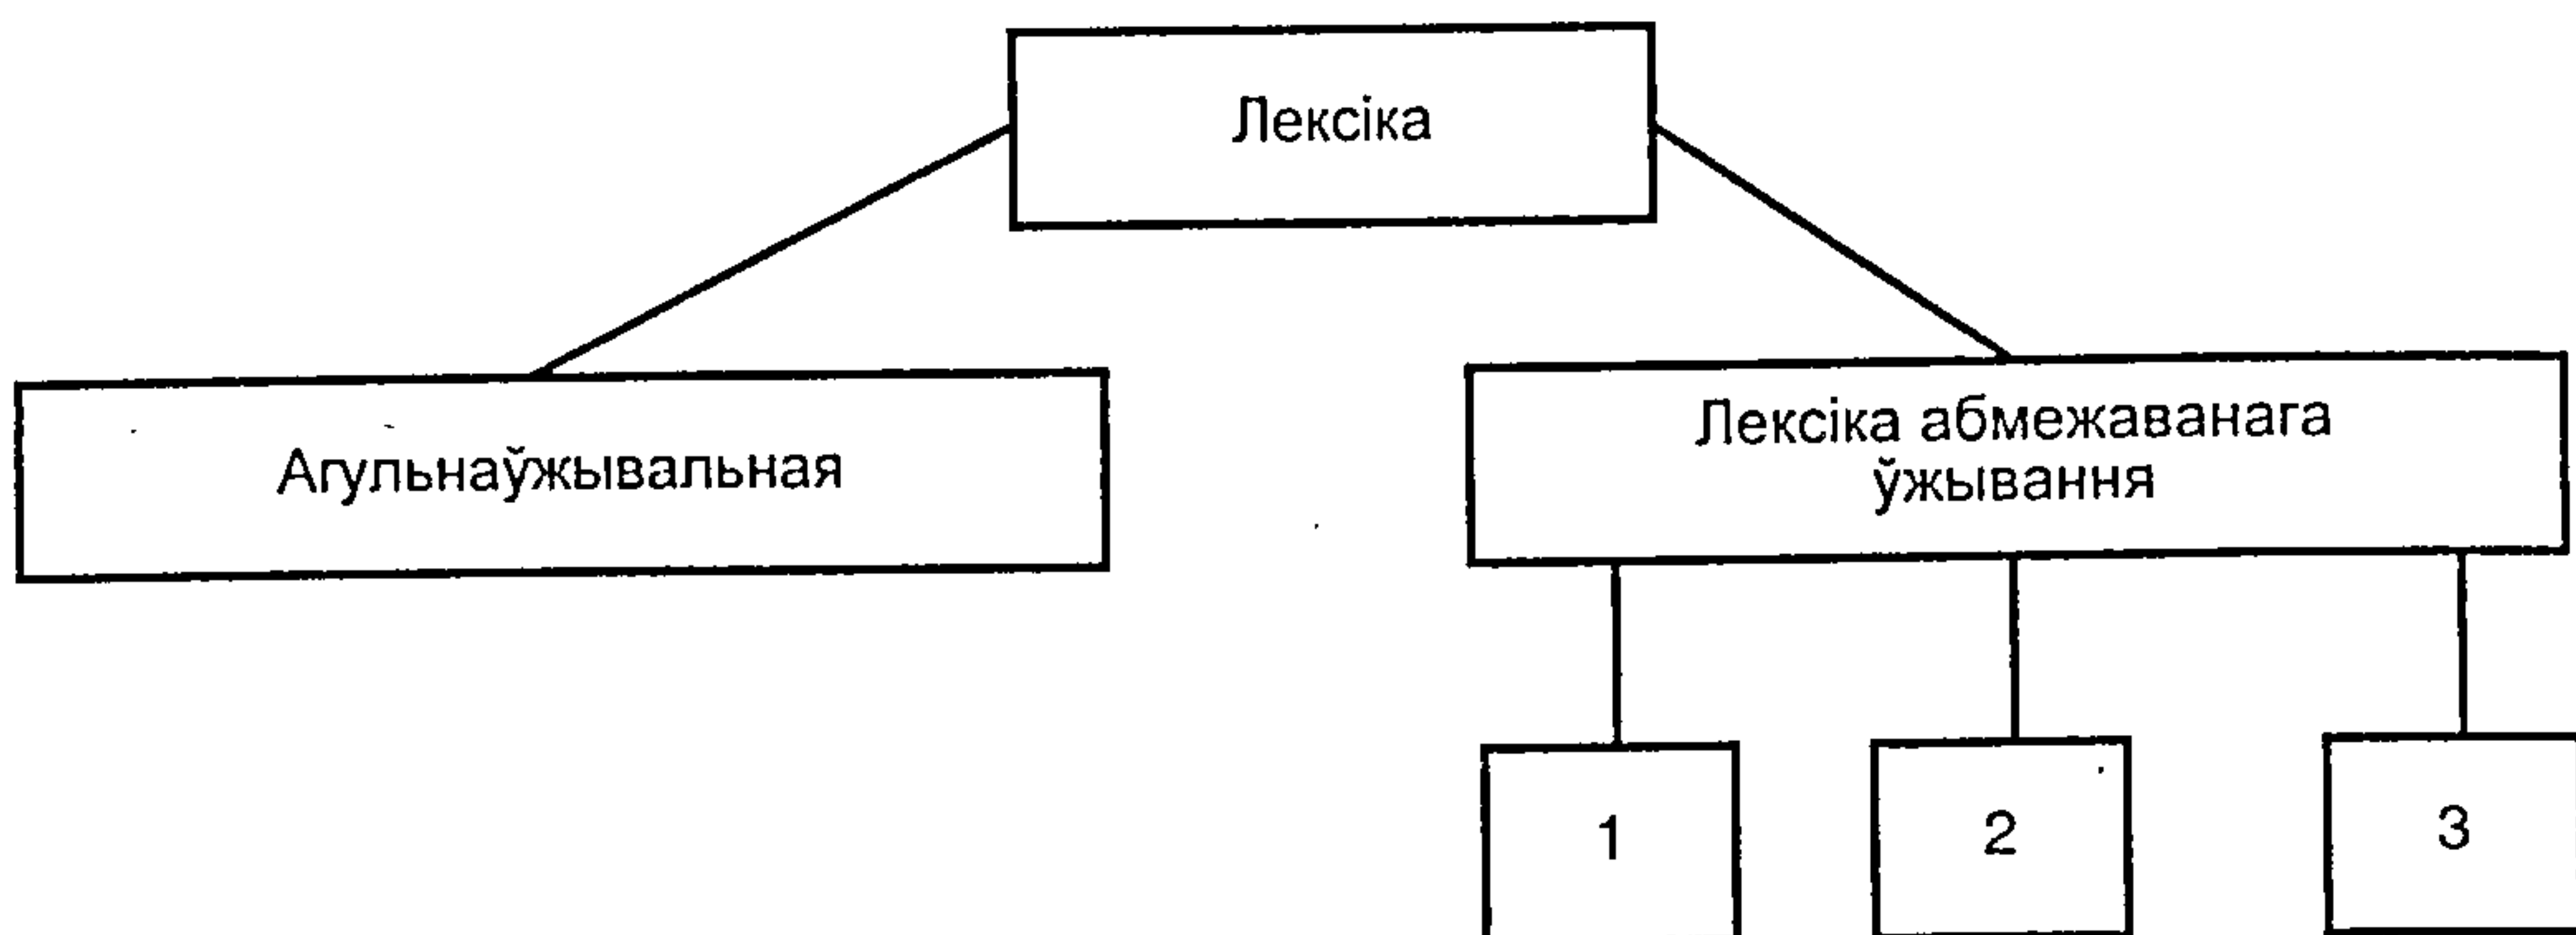 Лексіка
Агульнаўжывальная
Лексіка абмежаванага
ўжывання
1
2
3